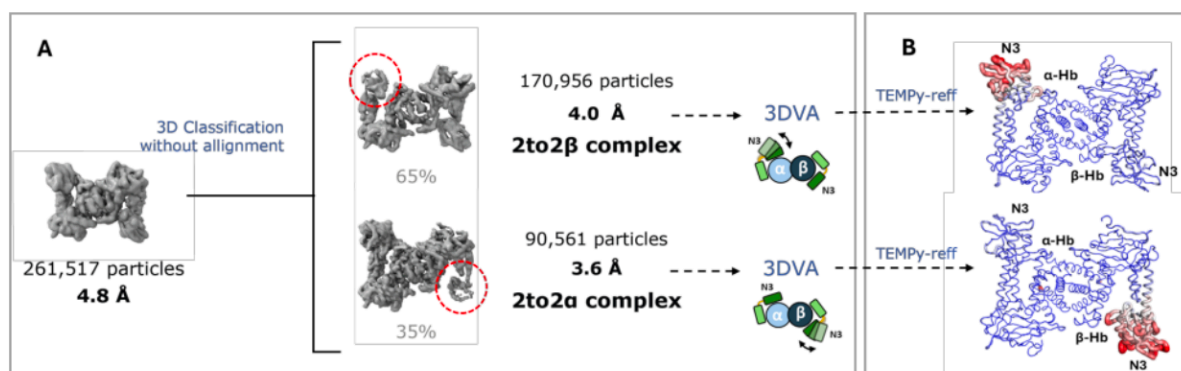 A
3D Classification
without allignment
261,517 particles
4.8 Å
65%
35%
170,956 particles
4.0 Å
2to2β complex
3DVA
N3
α
β
N3
90,561 particles
3.6 Å
2to2α complex
3DVA
N3
α
β
N3
B
TEMPy-reff
N3
α-Hb
β-Hb
N3
TEMPy-reff
N3
α-Hb
β-Hb
N3